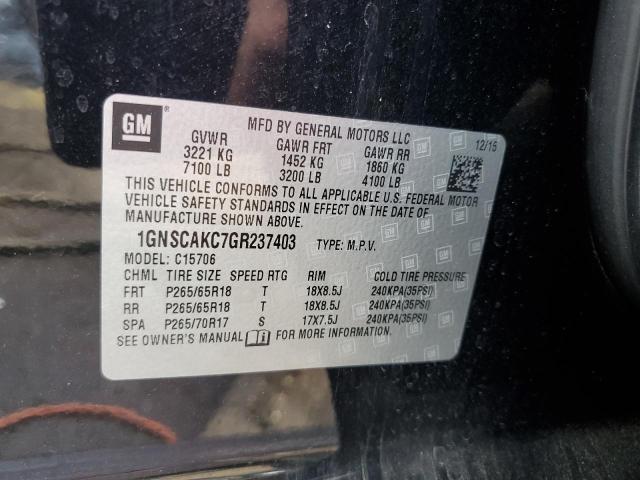 GM ®
MFD BY GENERAL MOTORS LLC
GVWR GAWR FRT GAWR RR 12/15
3221 KG 1452 KG 1860 KG
7100 LB 3200 LB 4100 LB
THIS VEHICLE CONFORMS TO ALL APPLICABLE U.S. FEDERAL MOTOR
VEHICLE SAFETY STANDARDS IN EFFECT ON THE DATE OF
MANUFACTURE SHOWN ABOVE.
1GNSCAKC7GR237403 TYPE: M.P.V.
MODEL: C15706
CHML TIRE SIZE SPEED RTG RIM COLD TIRE PRESSURE
FRT P265/65R18 T 18X8.5J 240KPA(35PSI)
RR P265/65R18 T 18X8.5J 240KPA(35PSI)
SPA P265/70R17 S 17X7.5J 240KPA(35PSI)
SEE OWNER'S MANUAL FOR MORE INFORMATION.